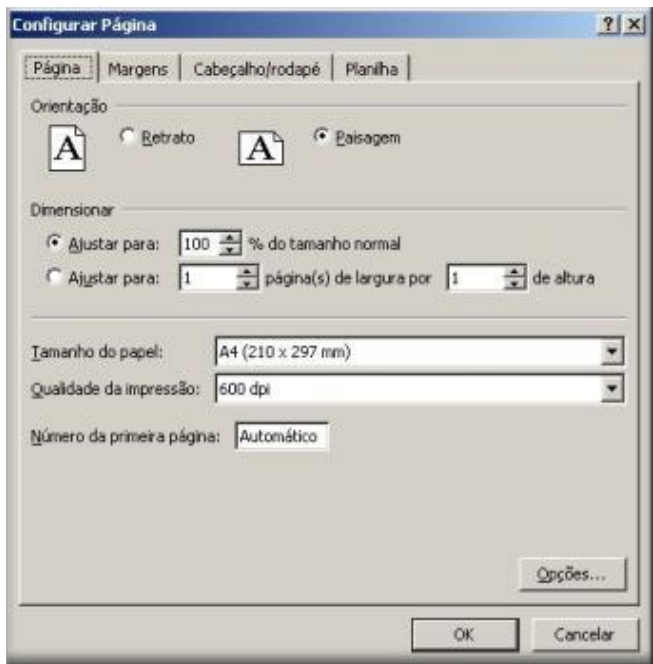 Configurar Página
Página Margens Cabeçalho/rodapé Planilha
Orientação
A Retrato A Paisagem
Dimensionar
Ajustar para: 100 % do tamanho normal
Ajustar para: 1 página(s) de largura por 1 de altura
Tamanho do papel: A4 (210 x 297 mm)
Qualidade da impressão: 600 dpi
Número da primeira página: Automático
Opções...
OK Cancelar